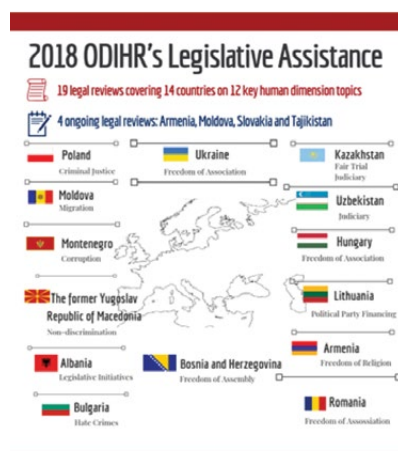 2018 ODIHR's Legislative Assistance
19 legal reviews covering 14 countries on 12 key human dimension topics
4 ongoing legal reviews: Armenia, Moldova, Slovakia and Tajikistan
Poland
Criminal Justice
Ukraine
Freedom of Association
Kazakhstan
Fair Trial
Judiciary
Moldova
Migration
Uzbekistan
Judiciary
Montenegro
Corruption
Hungary
Freedom of Association
The former Yugoslav
Republic of Macedonia
Non-discrimination
Lithuania
Political Party Financing
Albania
Legislative Initiatives
Bosnia and Herzegovina
Freedom of Assembly
Armenia
Freedom of Religion
Bulgaria
Hate Crimes
Romania
Freedom of Assossiation